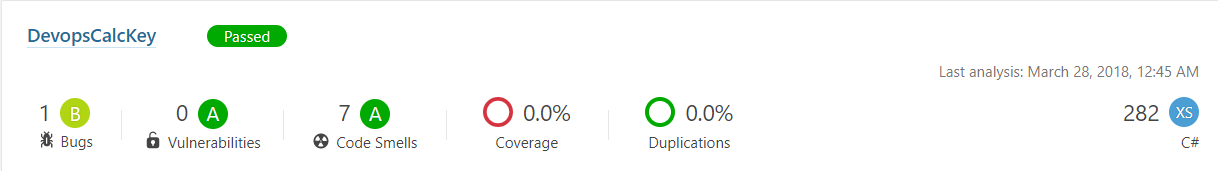 DevopsCalcKey Passed
Last analysis: March 28, 2018, 12:45 AM
1 B 0 A 7 A 0.0% 0.0% 282 XS
Bugs Vulnerabilities Code Smells Coverage Duplications C#